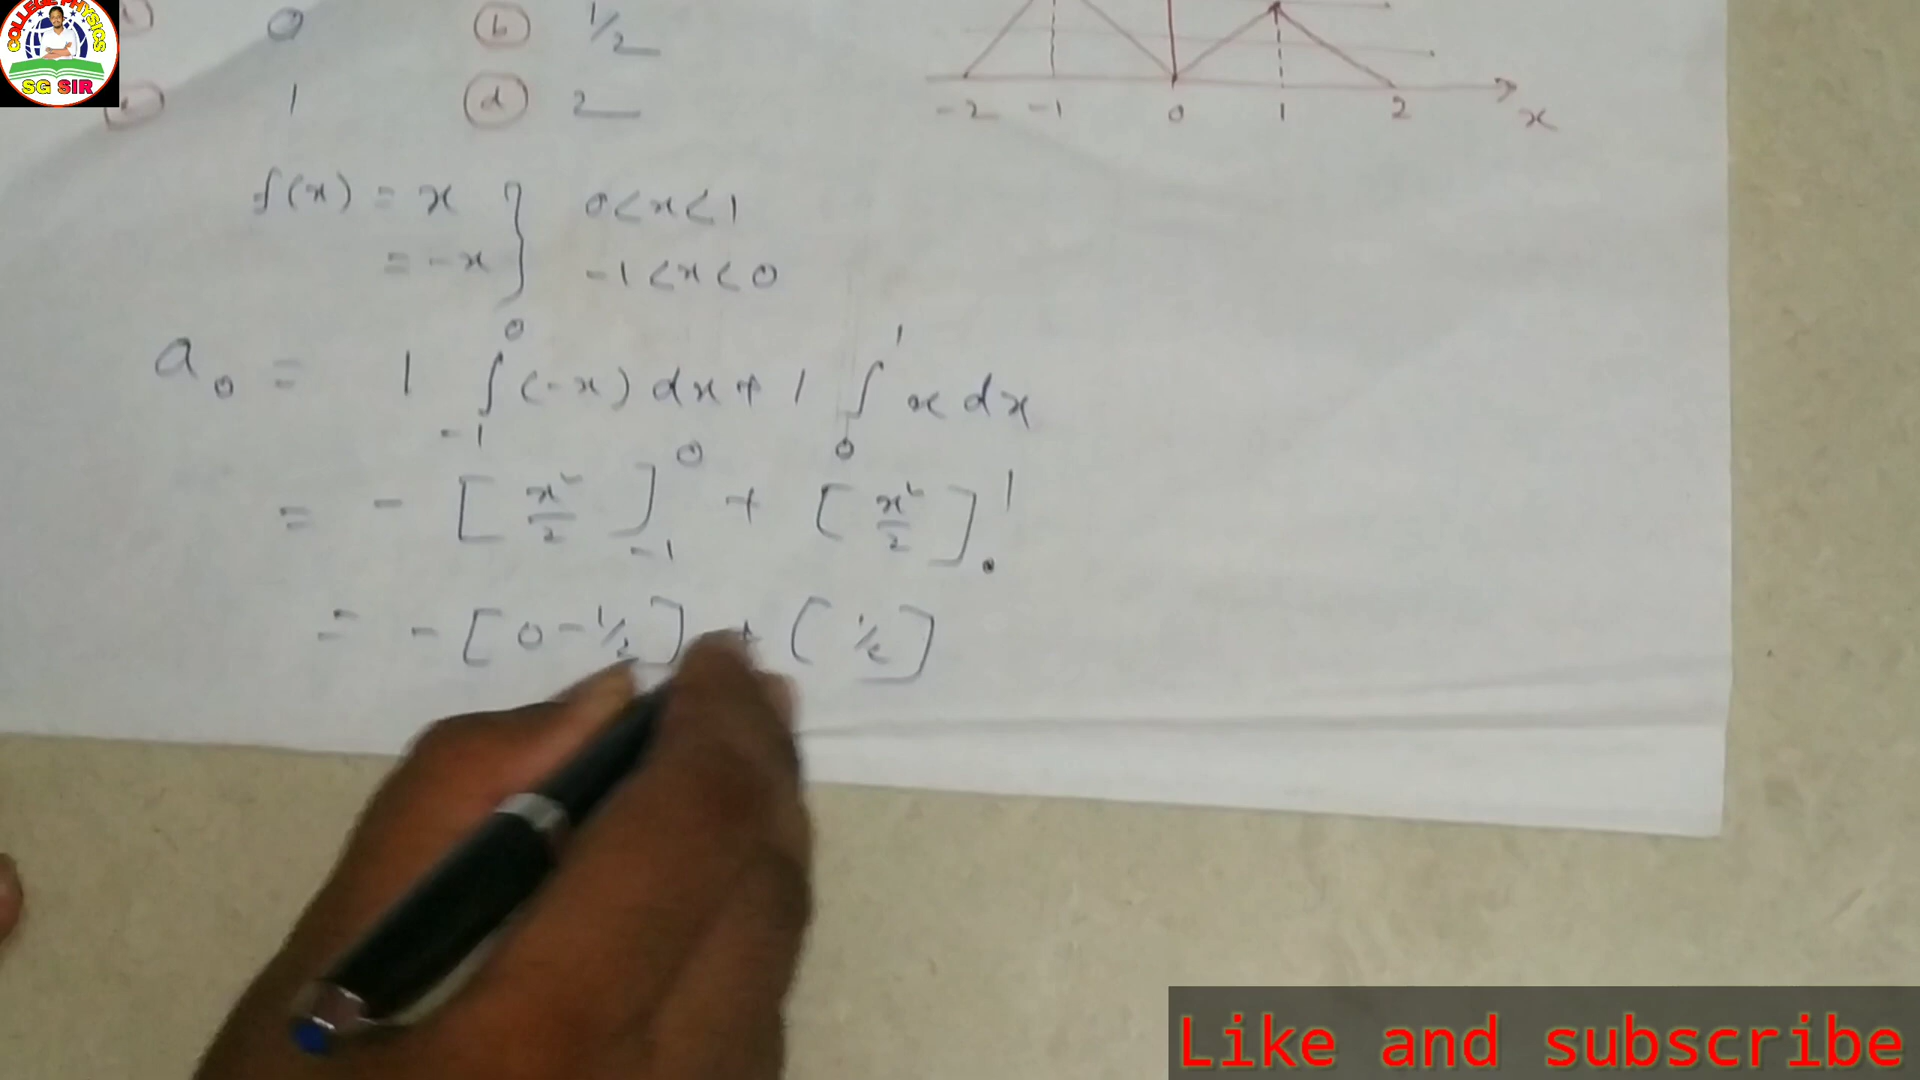 COLLEGE PHYSICS
SG SIR
0 (b) 1/2
1 (d) 2
-2 -1 0 1 2 x
f(x) = x } 0<x<1
= -x } -1<x<0
a₀ = 1 ∫₋₁⁰ (-x) dx + 1 ∫₀¹ x dx
= - [x²/2]₋₁⁰ + [x²/2]₀¹
= - [0 - 1/2] + [1/2]
Like and subscribe